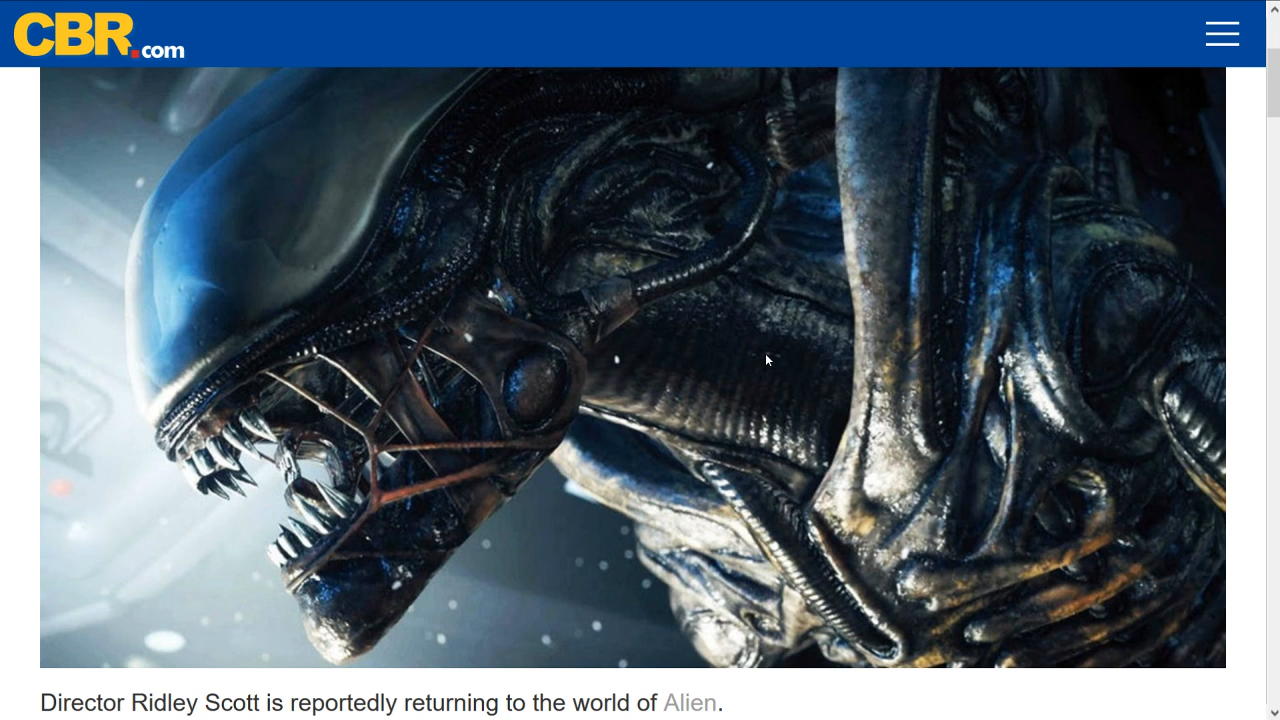 CBR.com
Director Ridley Scott is reportedly returning to the world of Alien.